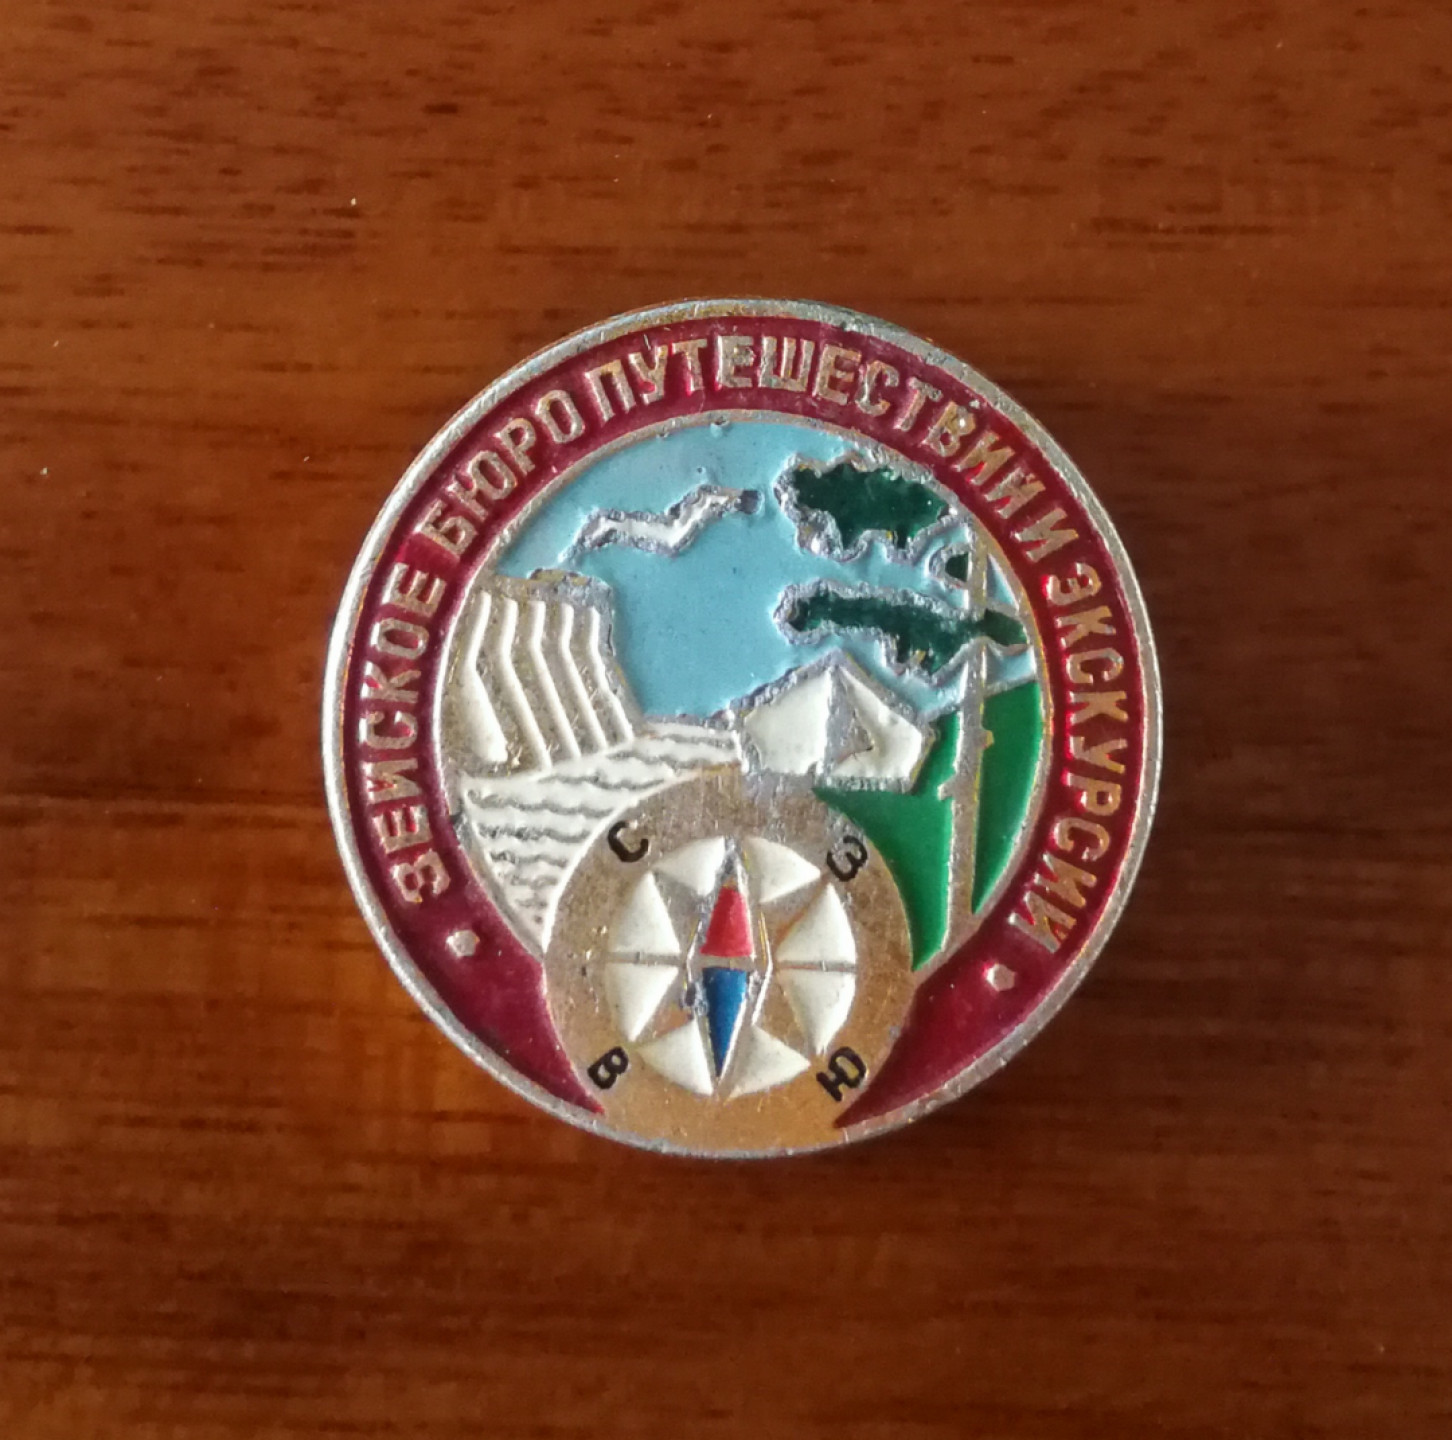 ЗЕЙСКОЕ БЮРО ПУТЕШЕСТВИЙ И ЭКСКУРСИЙ
С З
В Ю